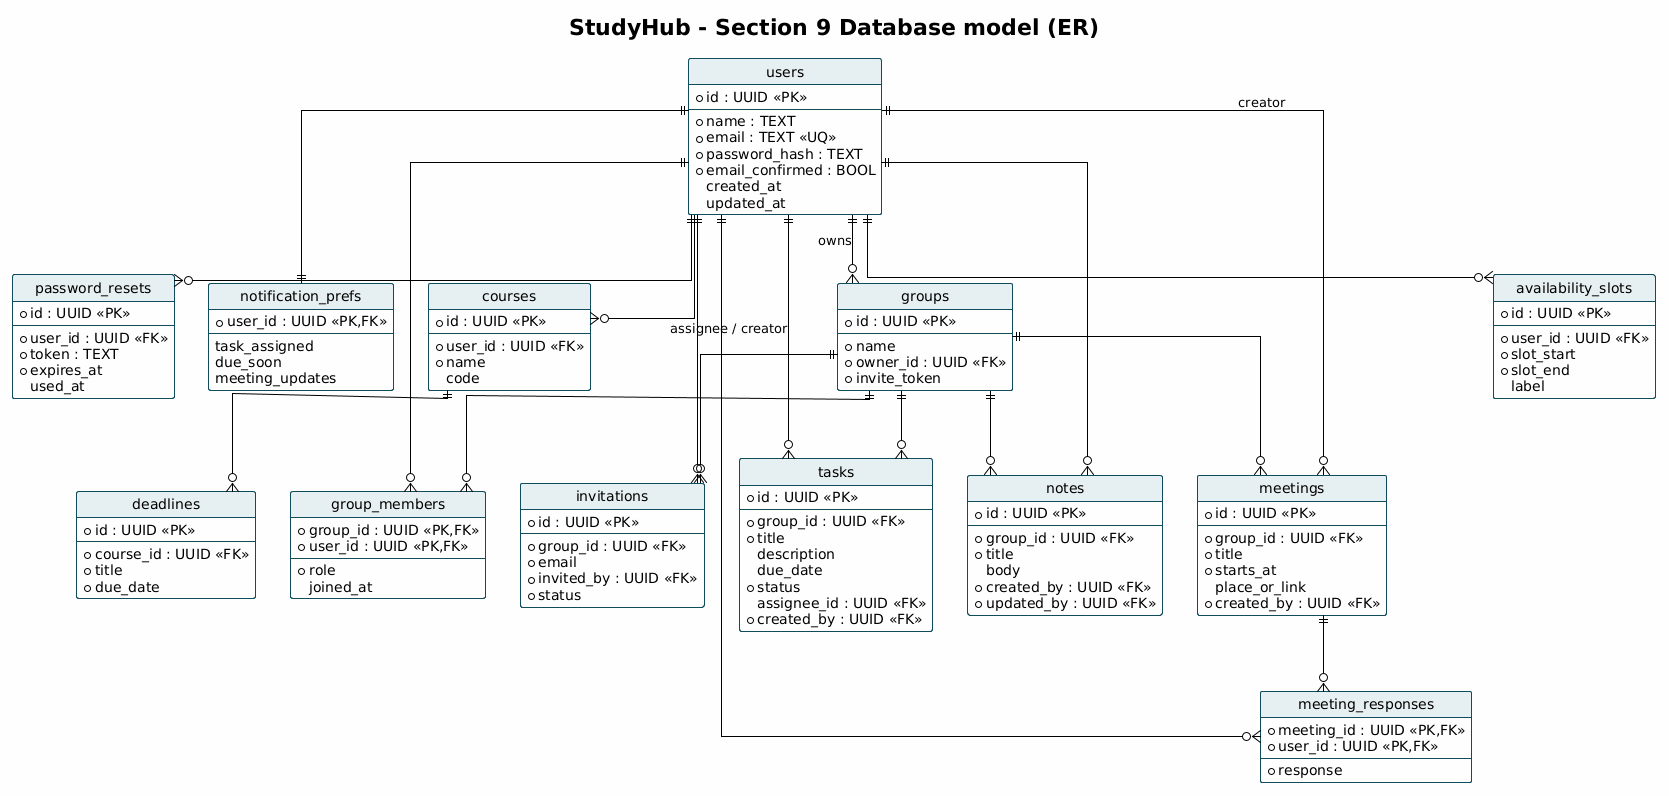 StudyHub - Section 9 Database model (ER)
users
id : UUID «PK»
name : TEXT
email : TEXT «UQ»
password_hash : TEXT
email_confirmed : BOOL
created_at
updated_at
creator
owns
password_resets
id : UUID «PK»
user_id : UUID «FK»
token : TEXT
expires_at
used_at
notification_prefs
user_id : UUID «PK,FK»
task_assigned
due_soon
meeting_updates
courses
id : UUID «PK»
user_id : UUID «FK»
name
code
assignee / creator
groups
id : UUID «PK»
name
owner_id : UUID «FK»
invite_token
availability_slots
id : UUID «PK»
user_id : UUID «FK»
slot_start
slot_end
label
deadlines
id : UUID «PK»
course_id : UUID «FK»
title
due_date
group_members
group_id : UUID «PK,FK»
user_id : UUID «PK,FK»
role
joined_at
invitations
id : UUID «PK»
group_id : UUID «FK»
email
invited_by : UUID «FK»
status
tasks
id : UUID «PK»
group_id : UUID «FK»
title
description
due_date
status
assignee_id : UUID «FK»
created_by : UUID «FK»
notes
id : UUID «PK»
group_id : UUID «FK»
title
body
created_by : UUID «FK»
updated_by : UUID «FK»
meetings
id : UUID «PK»
group_id : UUID «FK»
title
starts_at
place_or_link
created_by : UUID «FK»
meeting_responses
meeting_id : UUID «PK,FK»
user_id : UUID «PK,FK»
response